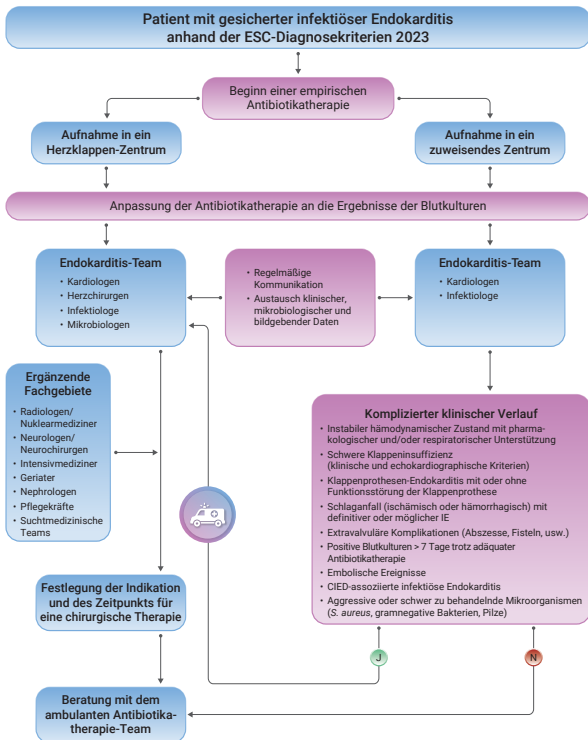 Patient mit gesicherter infektiöser Endokarditis
anhand der ESC-Diagnosekriterien 2023
Beginn einer empirischen
Antibiotikatherapie
Aufnahme in ein
Herzklappen-Zentrum
Aufnahme in ein
zuweisendes Zentrum
Anpassung der Antibiotikatherapie an die Ergebnisse der Blutkulturen
Endokarditis-Team
• Kardiologen
• Herzchirurgen
• Infektiologe
• Mikrobiologen
• Regelmäßige
Kommunikation
• Austausch klinischer,
mikrobiologischer und
bildgebender Daten
Endokarditis-Team
• Kardiologen
• Infektiologe
Ergänzende
Fachgebiete
• Radiologen/
Nuklearmediziner
• Neurologen/
Neurochirurgen
• Intensivmediziner
• Geriater
• Nephrologen
• Pflegekräfte
• Suchtmedizinische
Teams
Komplizierter klinischer Verlauf
• Instabiler hämodynamischer Zustand mit pharma-
kologischer und/oder respiratorischer Unterstützung
• Schwere Klappeninsuffizienz
(klinische und echokardiographische Kriterien)
• Klappenprothesen-Endokarditis mit oder ohne
Funktionsstörung der Klappenprothese
• Schlaganfall (ischämisch oder hämorrhagisch) mit
definitiver oder möglicher IE
• Extravalvuläre Komplikationen (Abszesse, Fisteln, usw.)
• Positive Blutkulturen > 7 Tage trotz adäquater
Antibiotikatherapie
• Embolische Ereignisse
• CIED-assoziierte infektiöse Endokarditis
• Aggressive oder schwer zu behandelnde Mikroorganismen
(S. aureus, gramnegative Bakterien, Pilze)
Festlegung der Indikation
und des Zeitpunkts für
eine chirurgische Therapie
J
N
Beratung mit dem
ambulanten Antibiotika-
therapie-Team